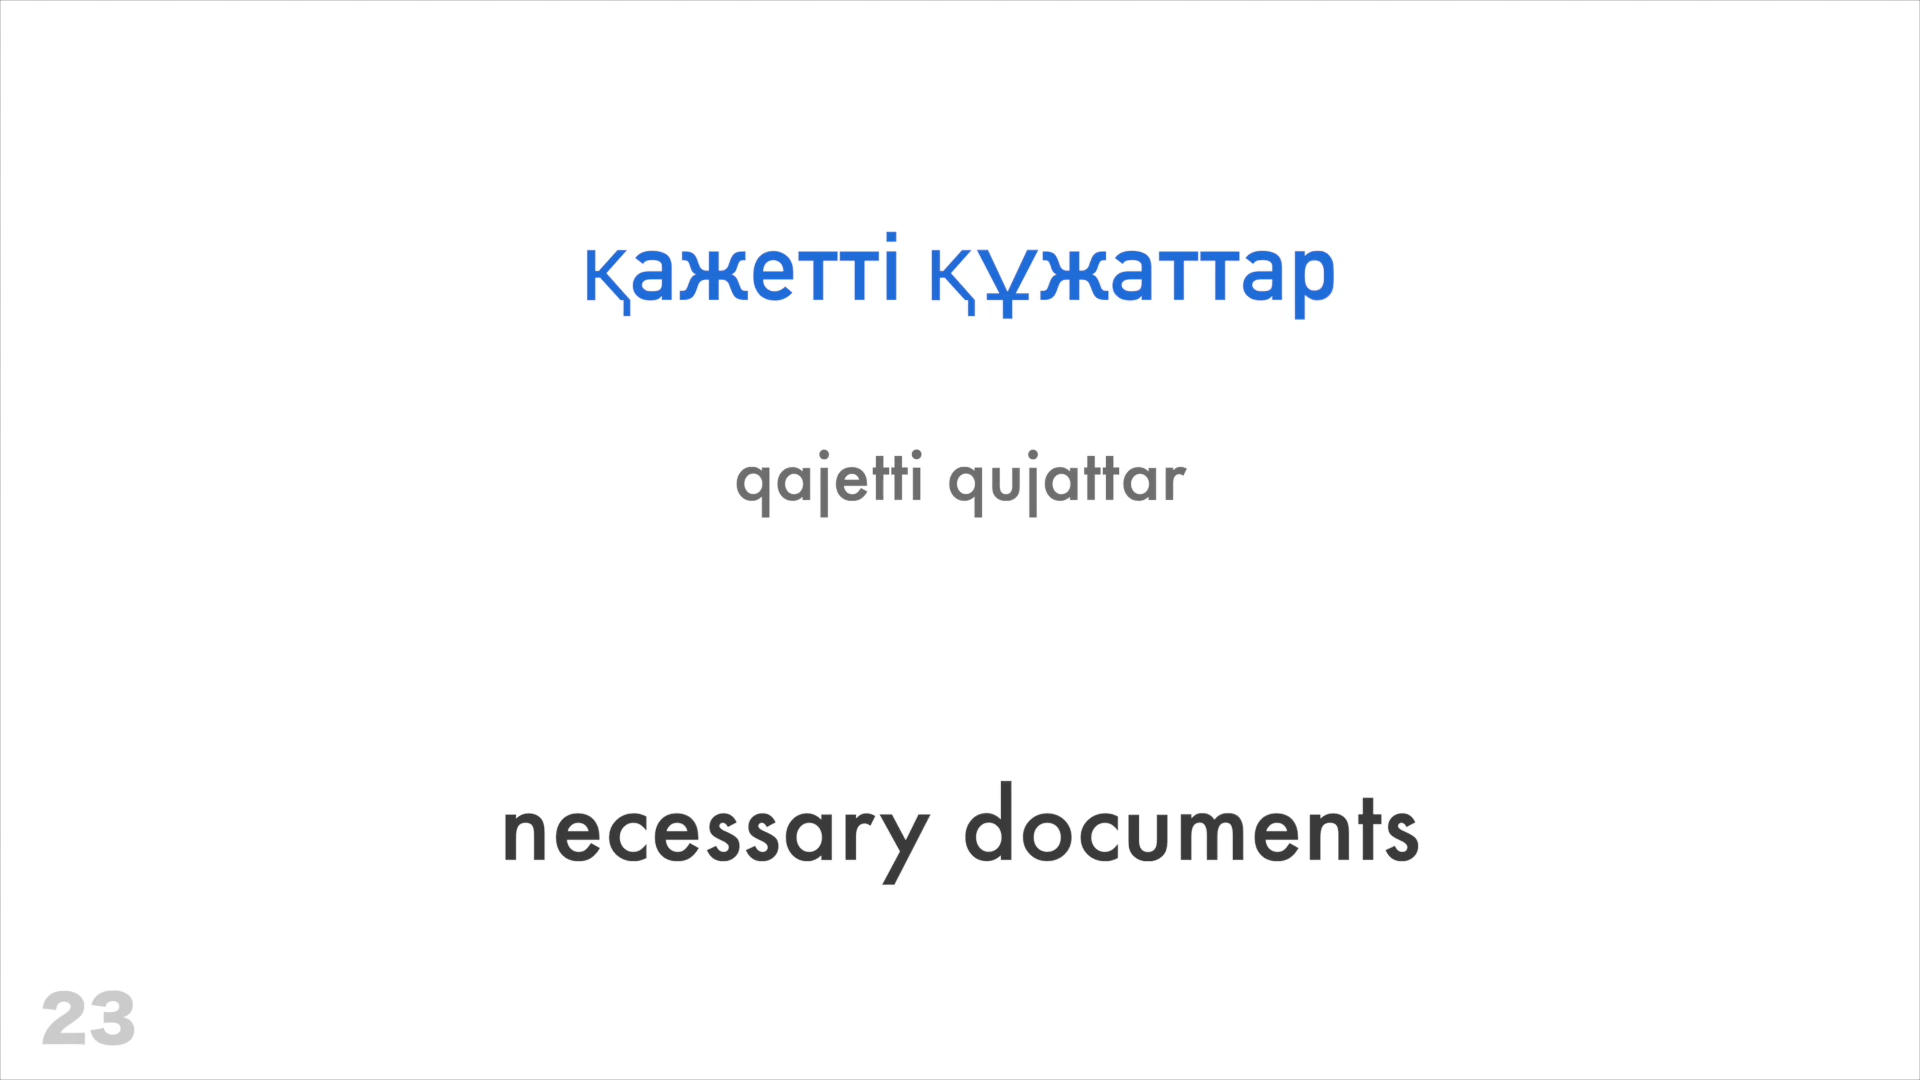 қажетті құжаттар
qajetti qujattar
necessary documents
23